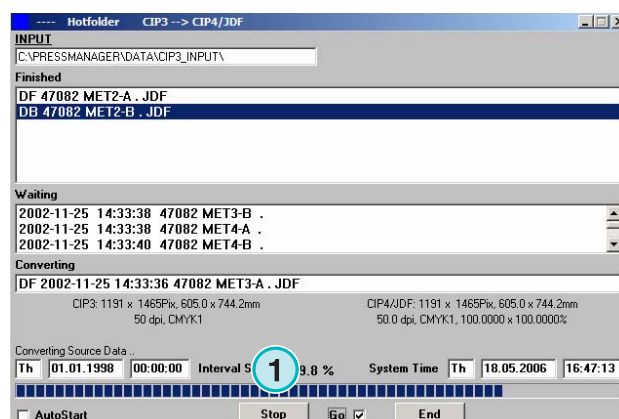 ---- Hotfolder CIP3 --> CIP4/JDF
INPUT
C:\PRESSMANAGER\DATA\CIP3_INPUT\
Finished
DF 47082 MET2-A . JDF
DB 47082 MET2-B . JDF
Waiting
2002-11-25 14:33:38 47082 MET3-B .
2002-11-25 14:33:38 47082 MET4-A .
2002-11-25 14:33:40 47082 MET4-B .
Converting
DF 2002-11-25 14:33:36 47082 MET3-A . JDF
CIP3: 1191 x 1465Pix, 605.0 x 744.2mm CIP4/JDF: 1191 x 1465Pix, 605.0 x 744.2mm
50 dpi, CMYK1 50.0 dpi, CMYK1, 100.0000 x 100.0000%
Converting Source Data ..
Th 01.01.1998 00:00:00 Interval S 1 9.8 % System Time Th 18.05.2006 16:47:13
AutoStart Stop Go End